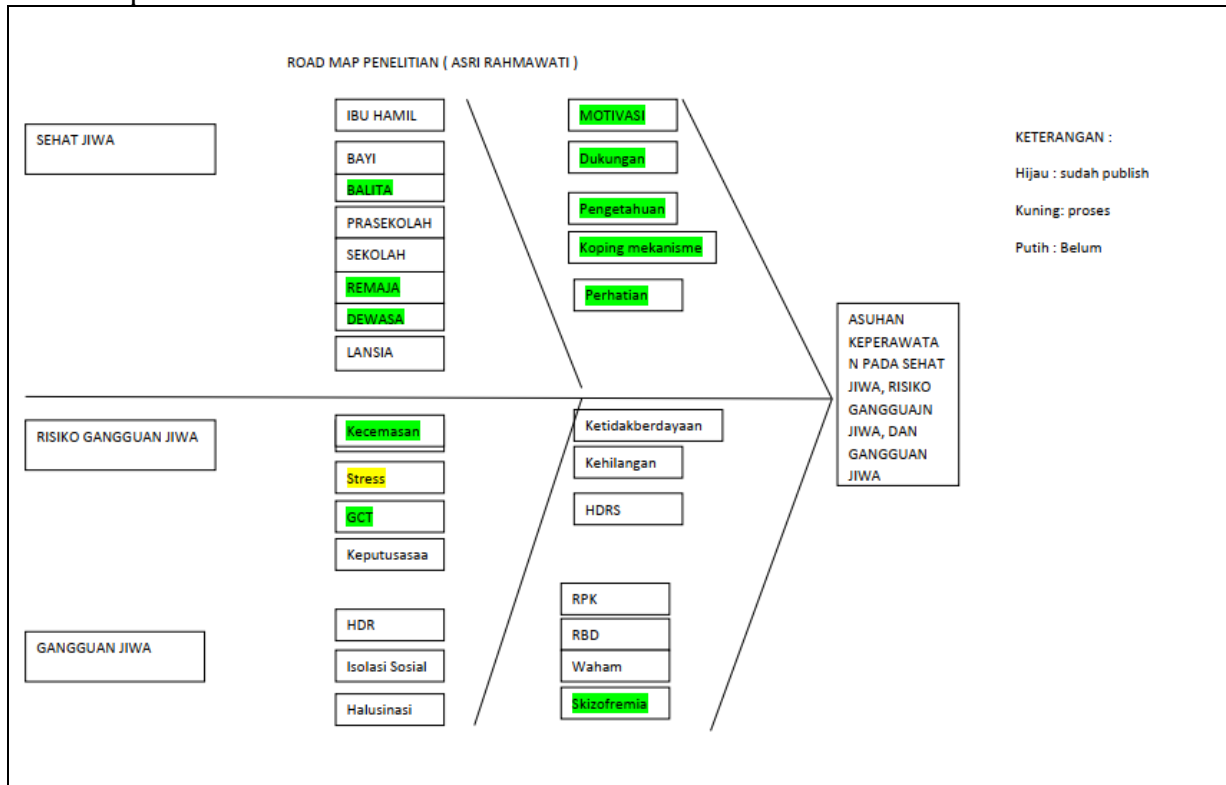 ROAD MAP PENELITIAN ( ASRI RAHMAWATI )
SEHAT JIWA
IBU HAMIL
BAYI
BALITA
PRASEKOLAH
SEKOLAH
REMAJA
DEWASA
LANSIA
MOTIVASI
Dukungan
Pengetahuan
Koping mekanisme
Perhatian
KETERANGAN :
Hijau : sudah publish
Kuning: proses
Putih : Belum
ASUHAN
KEPERAWATA
N PADA SEHAT
JIWA, RISIKO
GANGGUAJN
JIWA, DAN
GANGGUAN
JIWA
RISIKO GANGGUAN JIWA
Kecemasan
Stress
GCT
Keputusasaa
Ketidakberdayaan
Kehilangan
HDRS
GANGGUAN JIWA
HDR
Isolasi Sosial
Halusinasi
RPK
RBD
Waham
Skizofremia